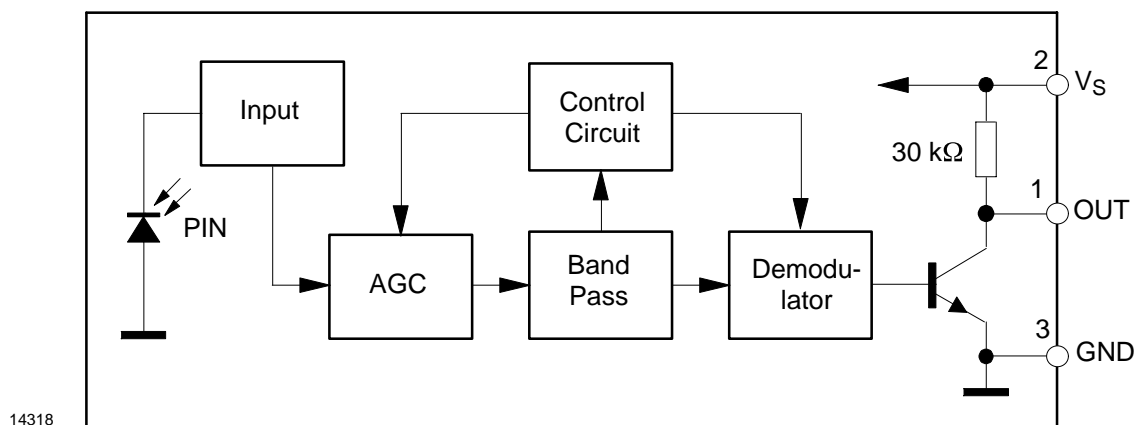 Input
Control
Circuit
2
V_S
30 kΩ
1
OUT
PIN
AGC
Band
Pass
Demodu-
lator
3
GND
14318